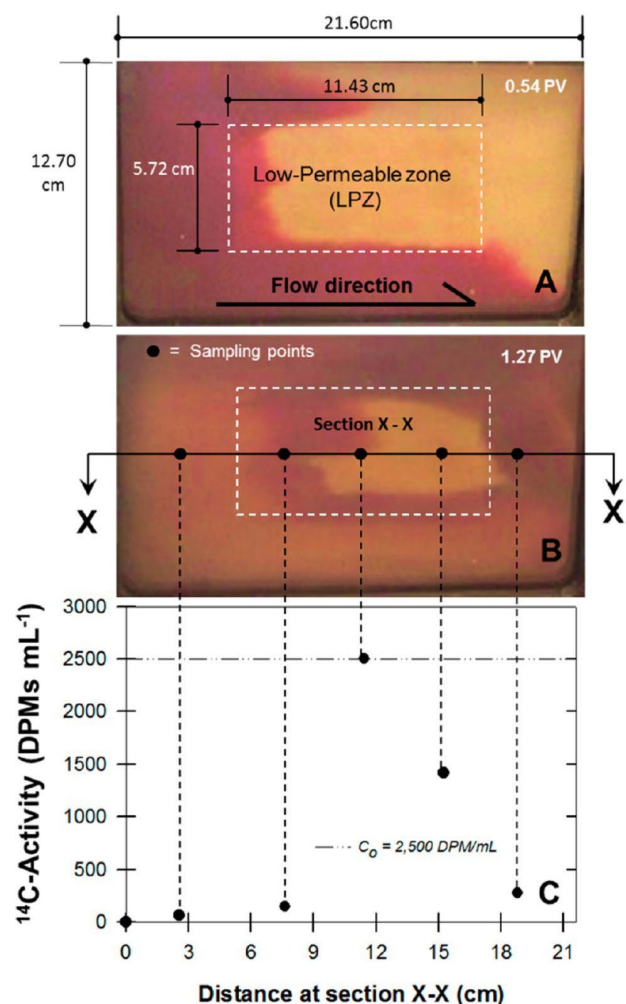 21.60cm
11.43 cm
0.54 PV
12.70
cm
5.72 cm
Low-Permeable zone
(LPZ)
Flow direction
A
● = Sampling points
1.27 PV
Section X - X
X
X
B
3000
2500
2000
1500
1000
500
0
¹⁴C-Activity (DPMs mL⁻¹)
C₀ = 2,500 DPM/mL
C
0 3 6 9 12 15 18 21
Distance at section X-X (cm)